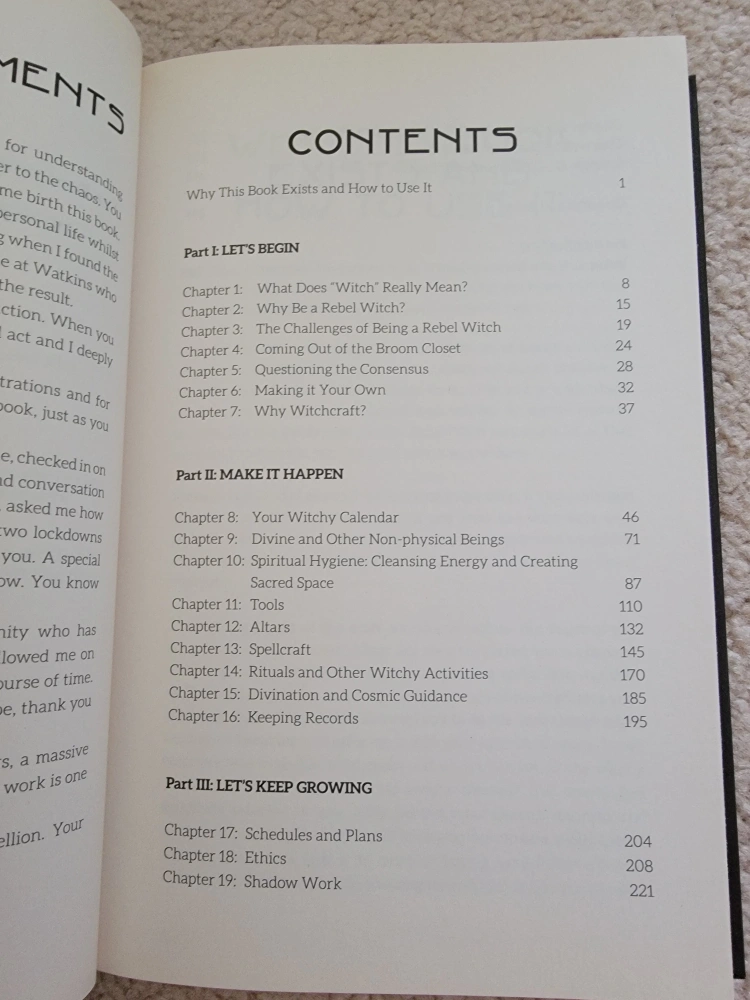 MENTS
for understanding
er to the chaos. You
me birth this book.
personal life whilst
g when I found the
e at Watkins who
the result.
ction. When you
l act and I deeply
trations and for
book, just as you
e, checked in on
nd conversation
, asked me how
two lockdowns
you. A special
ow. You know
nity who has
llowed me on
ourse of time.
be, thank you
rs, a massive
work is one
ellion. Your
CONTENTS
Why This Book Exists and How to Use It 1
Part I: LET'S BEGIN
Chapter 1: What Does "Witch" Really Mean? 8
Chapter 2: Why Be a Rebel Witch? 15
Chapter 3: The Challenges of Being a Rebel Witch 19
Chapter 4: Coming Out of the Broom Closet 24
Chapter 5: Questioning the Consensus 28
Chapter 6: Making it Your Own 32
Chapter 7: Why Witchcraft? 37
Part II: MAKE IT HAPPEN
Chapter 8: Your Witchy Calendar 46
Chapter 9: Divine and Other Non-physical Beings 71
Chapter 10: Spiritual Hygiene: Cleansing Energy and Creating
Sacred Space 87
Chapter 11: Tools 110
Chapter 12: Altars 132
Chapter 13: Spellcraft 145
Chapter 14: Rituals and Other Witchy Activities 170
Chapter 15: Divination and Cosmic Guidance 185
Chapter 16: Keeping Records 195
Part III: LET'S KEEP GROWING
Chapter 17: Schedules and Plans 204
Chapter 18: Ethics 208
Chapter 19: Shadow Work 221